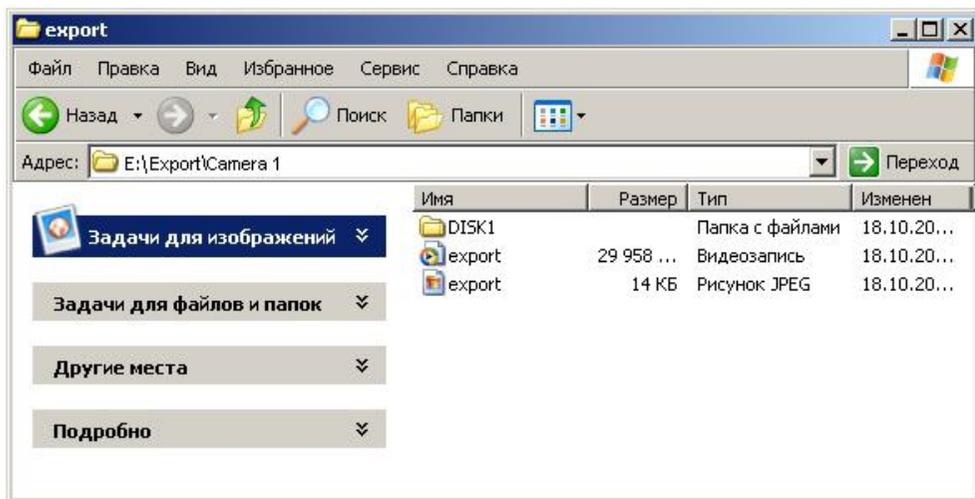 export
Файл Правка Вид Избранное Сервис Справка
Назад Поиск Папки
Адрес: E:\Export\Camera 1 Переход
Задачи для изображений
Задачи для файлов и папок
Другие места
Подробно
Имя Размер Тип Изменен
DISK1 Папка с файлами 18.10.20...
export 29 958 ... Видеозапись 18.10.20...
export 14 КБ Рисунок JPEG 18.10.20...